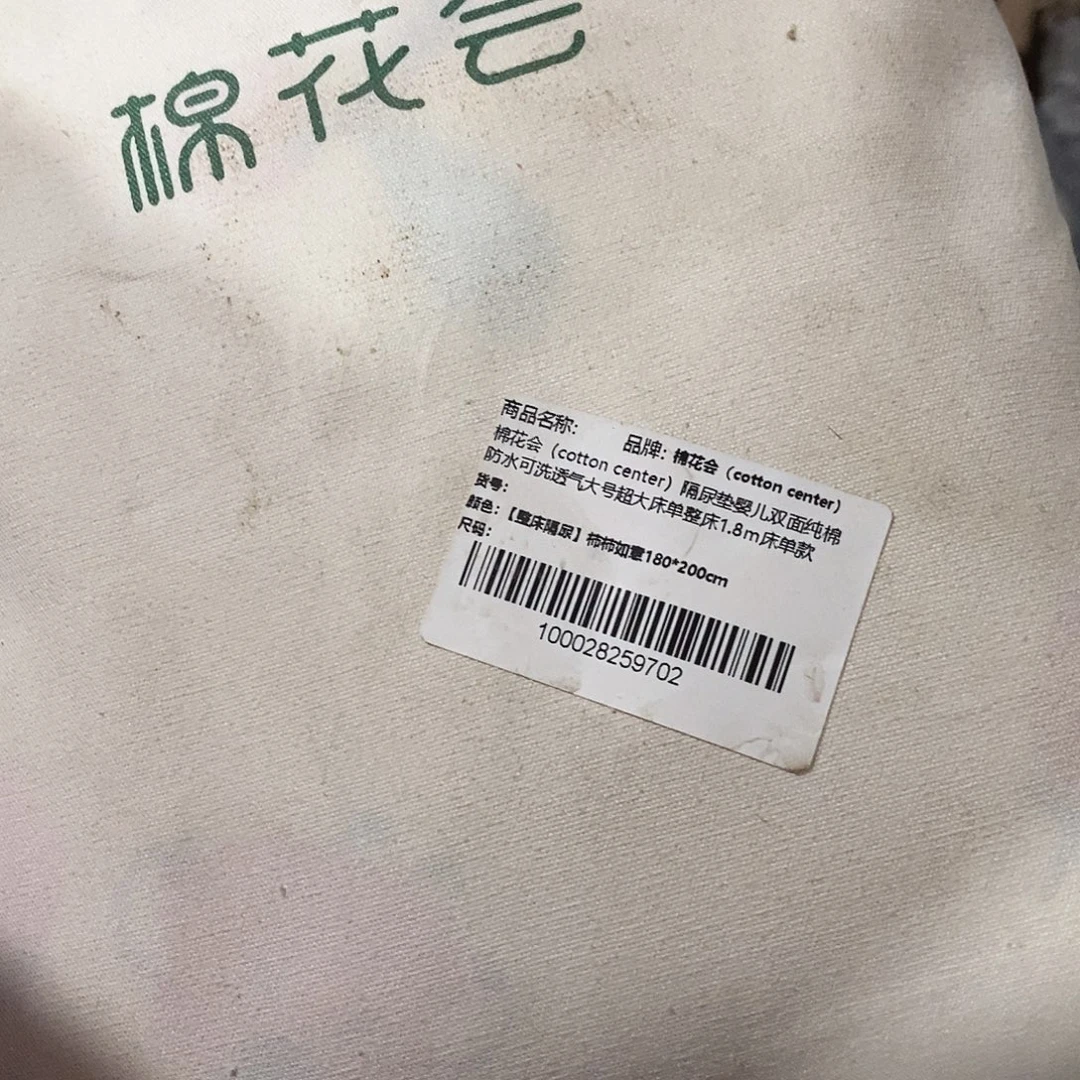 棉花会
商品名称： 品牌：棉花会（cotton center）
棉花会（cotton center）隔尿垫婴儿双面纯棉
防水可洗透气大号超大床单整床1.8m床单款
货号：
颜色：【整床隔尿】柿柿如意180*200cm
尺码：
100028259702